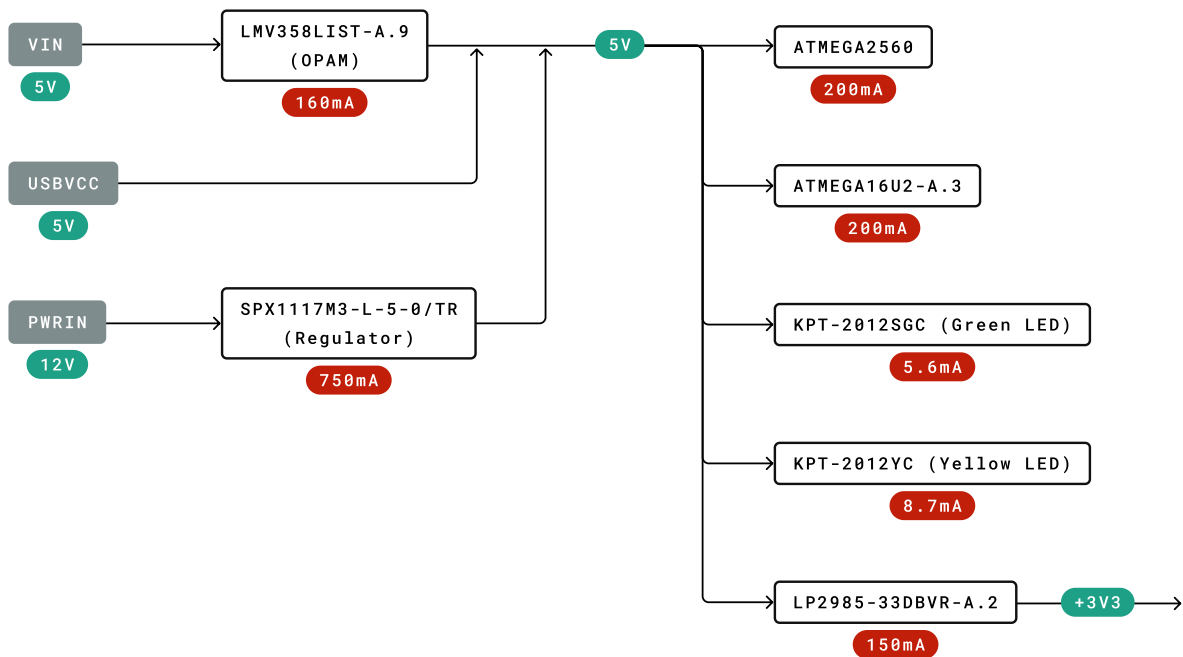 VIN
5V
LMV358LIST-A.9
(OPAM)
160mA
5V
ATMEGA2560
200mA
USBVCC
5V
ATMEGA16U2-A.3
200mA
PWRIN
12V
SPX1117M3-L-5-0/TR
(Regulator)
750mA
KPT-2012SGC (Green LED)
5.6mA
KPT-2012YC (Yellow LED)
8.7mA
LP2985-33DBVR-A.2
150mA
+3V3